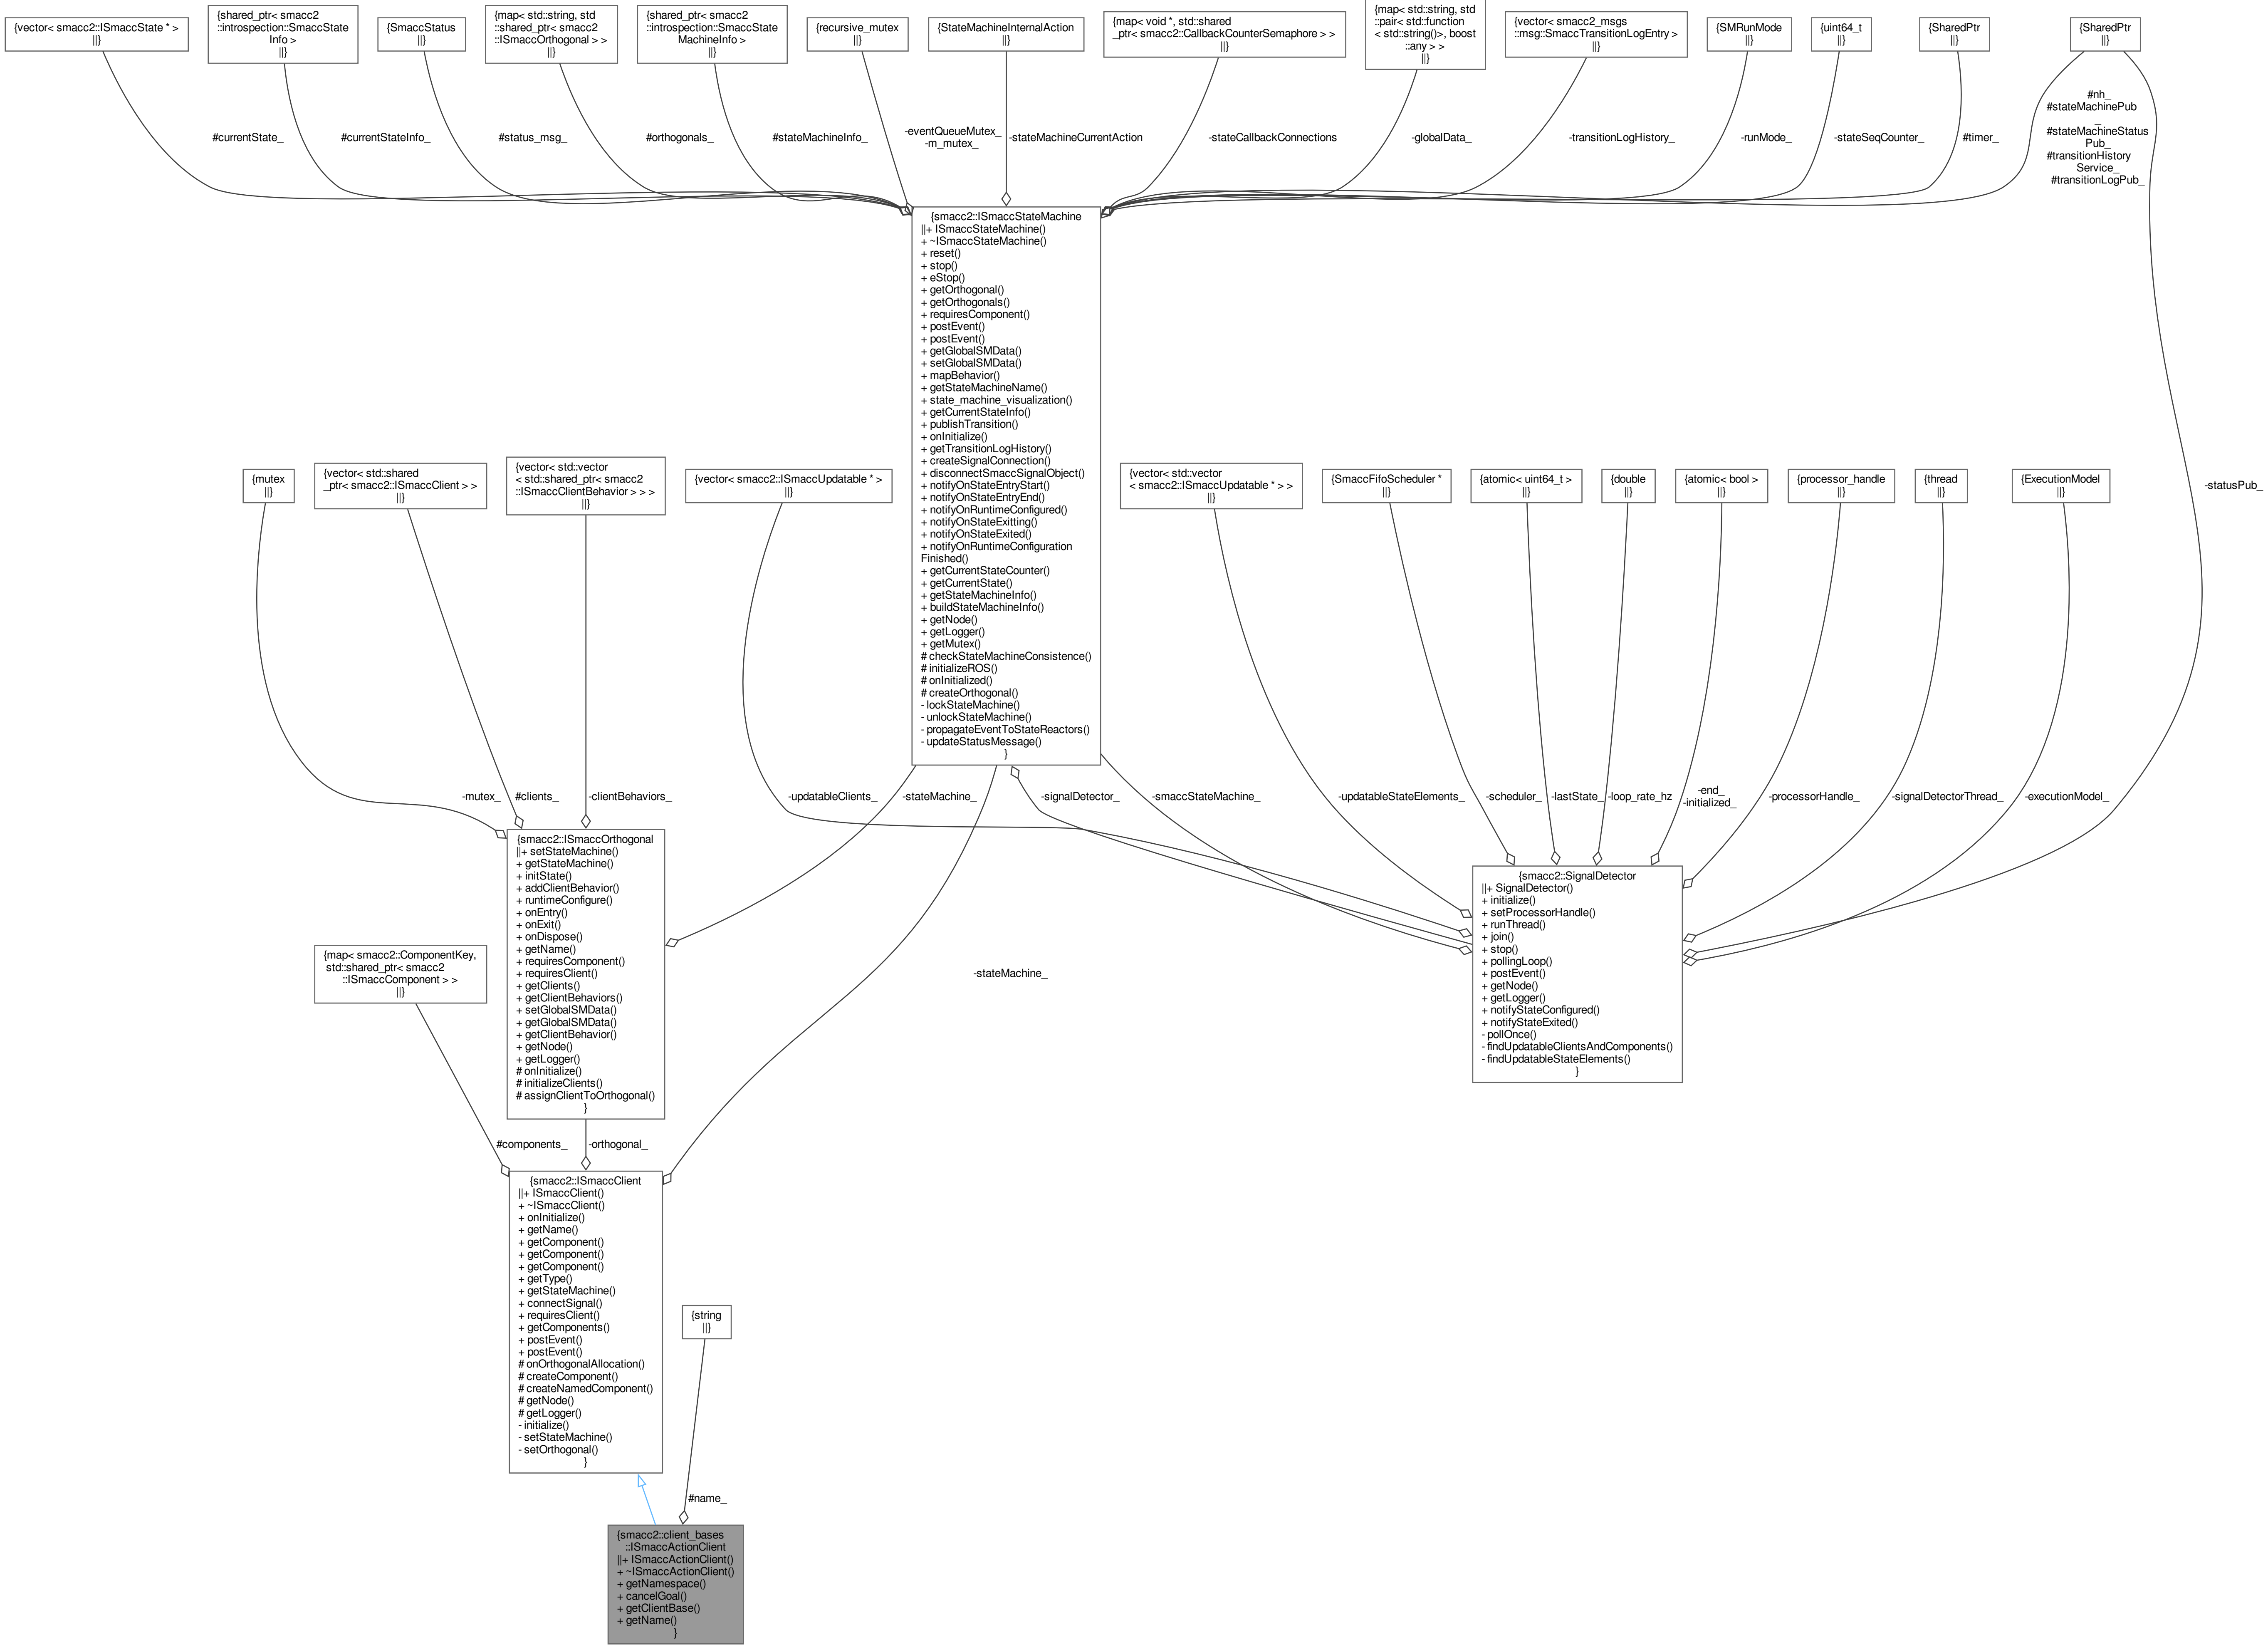 {vector< smacc2::ISmaccState * >
||}
{shared_ptr< smacc2
::introspection::SmaccState
Info >
||}
{SmaccStatus
||}
{map< std::string, std
::shared_ptr< smacc2
::ISmaccOrthogonal > >
||}
{shared_ptr< smacc2
::introspection::SmaccState
MachineInfo >
||}
{recursive_mutex
||}
{StateMachineInternalAction
||}
{map< void *, std::shared
_ptr< smacc2::CallbackCounterSemaphore > >
||}
{map< std::string, std
::pair< std::function
< std::string()>, boost
::any > >
||}
{vector< smacc2_msgs
::msg::SmaccTransitionLogEntry >
||}
{SMRunMode
||}
{uint64_t
||}
{SharedPtr
||}
{SharedPtr
||}
#currentState_
#currentStateInfo_
#status_msg_
#orthogonals_
#stateMachineInfo_
-eventQueueMutex_
-m_mutex_
-stateMachineCurrentAction
-stateCallbackConnections
-globalData_
-transitionLogHistory_
-runMode_
-stateSeqCounter_
#timer_
#nh_
#stateMachinePub
_
#stateMachineStatus
Pub_
#transitionHistory
Service_
#transitionLogPub_
{smacc2::ISmaccStateMachine
||+ ISmaccStateMachine()
+ ~ISmaccStateMachine()
+ reset()
+ stop()
+ eStop()
+ getOrthogonal()
+ getOrthogonals()
+ requiresComponent()
+ postEvent()
+ postEvent()
+ getGlobalSMData()
+ setGlobalSMData()
+ mapBehavior()
+ getStateMachineName()
+ state_machine_visualization()
+ getCurrentStateInfo()
+ publishTransition()
+ onInitialize()
+ getTransitionLogHistory()
+ createSignalConnection()
+ disconnectSmaccSignalObject()
+ notifyOnStateEntryStart()
+ notifyOnStateEntryEnd()
+ notifyOnRuntimeConfigured()
+ notifyOnStateExitting()
+ notifyOnStateExited()
+ notifyOnRuntimeConfiguration
Finished()
+ getCurrentStateCounter()
+ getCurrentState()
+ getStateMachineInfo()
+ buildStateMachineInfo()
+ getNode()
+ getLogger()
+ getMutex()
# checkStateMachineConsistence()
# initializeROS()
# onInitialized()
# createOrthogonal()
- lockStateMachine()
- unlockStateMachine()
- propagateEventToStateReactors()
- updateStatusMessage()
}
{mutex
||}
{vector< std::shared
_ptr< smacc2::ISmaccClient > >
||}
{vector< std::vector
< std::shared_ptr< smacc2
::ISmaccClientBehavior > > >
||}
{vector< smacc2::ISmaccUpdatable * >
||}
{vector< std::vector
< smacc2::ISmaccUpdatable * > >
||}
{SmaccFifoScheduler *
||}
{atomic< uint64_t >
||}
{double
||}
{atomic< bool >
||}
{processor_handle
||}
{thread
||}
{ExecutionModel
||}
-statusPub_
-mutex_
#clients_
-clientBehaviors_
-updatableClients_
-stateMachine_
-signalDetector_
-smaccStateMachine_
-updatableStateElements_
-scheduler_
-lastState_
-loop_rate_hz
-end_
-initialized_
-processorHandle_
-signalDetectorThread_
-executionModel_
{smacc2::ISmaccOrthogonal
||+ setStateMachine()
+ getStateMachine()
+ initState()
+ addClientBehavior()
+ runtimeConfigure()
+ onEntry()
+ onExit()
+ onDispose()
+ getName()
+ requiresComponent()
+ requiresClient()
+ getClients()
+ getClientBehaviors()
+ setGlobalSMData()
+ getGlobalSMData()
+ getClientBehavior()
+ getNode()
+ getLogger()
# onInitialize()
# initializeClients()
# assignClientToOrthogonal()
}
{smacc2::SignalDetector
||+ SignalDetector()
+ initialize()
+ setProcessorHandle()
+ runThread()
+ join()
+ stop()
+ pollingLoop()
+ postEvent()
+ getNode()
+ getLogger()
+ notifyStateConfigured()
+ notifyStateExited()
- pollOnce()
- findUpdatableClientsAndComponents()
- findUpdatableStateElements()
}
{map< smacc2::ComponentKey,
std::shared_ptr< smacc2
::ISmaccComponent > >
||}
-stateMachine_
#components_
-orthogonal_
{smacc2::ISmaccClient
||+ ISmaccClient()
+ ~ISmaccClient()
+ onInitialize()
+ getName()
+ getComponent()
+ getComponent()
+ getComponent()
+ getType()
+ getStateMachine()
+ connectSignal()
+ requiresClient()
+ getComponents()
+ postEvent()
+ postEvent()
# onOrthogonalAllocation()
# createComponent()
# createNamedComponent()
# getNode()
# getLogger()
- initialize()
- setStateMachine()
- setOrthogonal()
}
{string
||}
#name_
{smacc2::client_bases
::ISmaccActionClient
||+ ISmaccActionClient()
+ ~ISmaccActionClient()
+ getNamespace()
+ cancelGoal()
+ getClientBase()
+ getName()
}